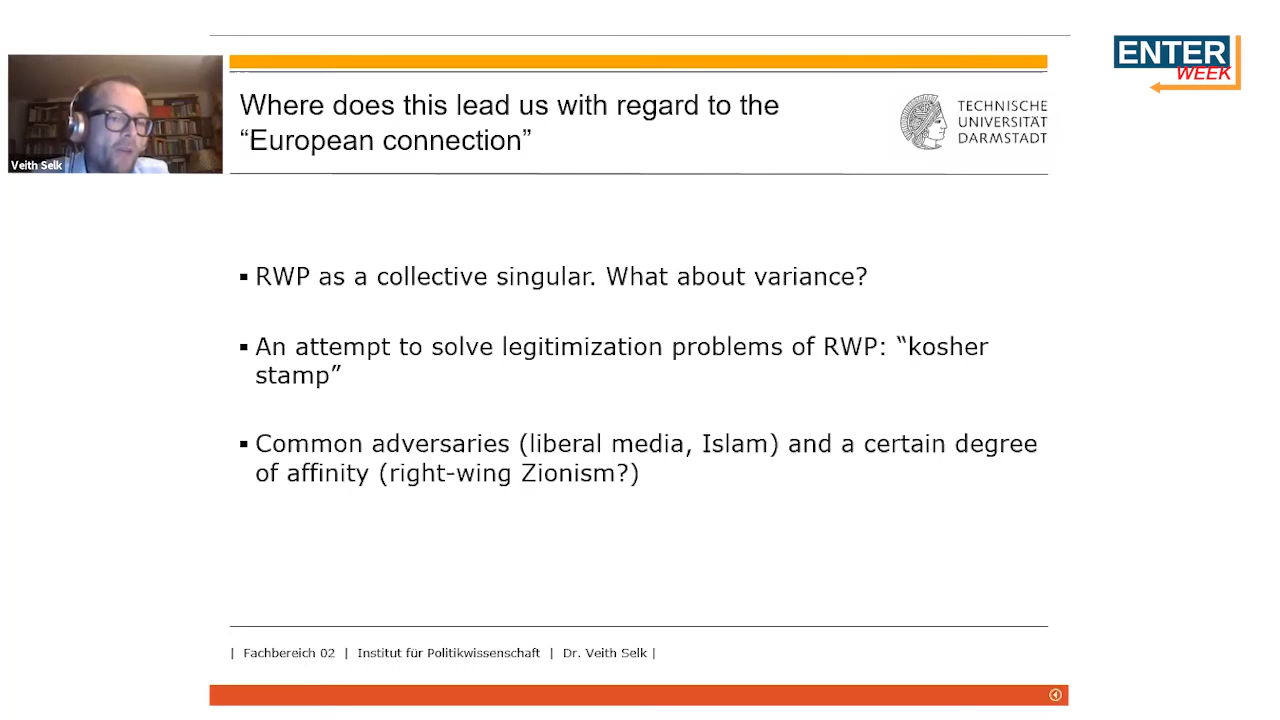 ENTER
WEEK
Veith Selk
Where does this lead us with regard to the
“European connection”
TECHNISCHE
UNIVERSITÄT
DARMSTADT
▪ RWP as a collective singular. What about variance?
▪ An attempt to solve legitimization problems of RWP: “kosher
stamp”
▪ Common adversaries (liberal media, Islam) and a certain degree
of affinity (right-wing Zionism?)
| Fachbereich 02 | Institut für Politikwissenschaft | Dr. Veith Selk |